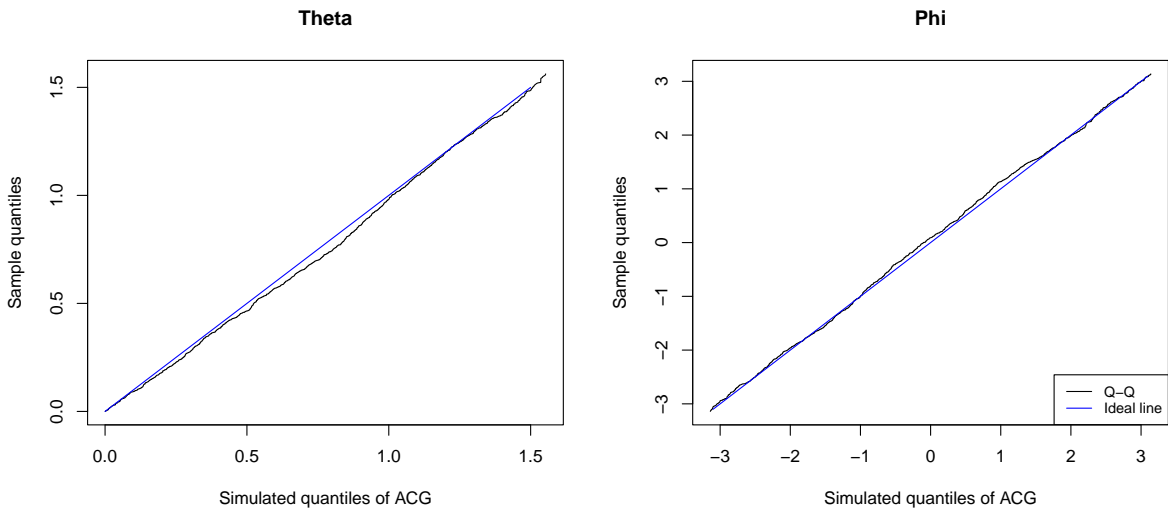 Theta
1.5
1.0
0.5
0.0
Sample quantiles
0.0 0.5 1.0 1.5
Simulated quantiles of ACG
Phi
3
2
1
0
−1
−2
−3
Sample quantiles
Q−Q
Ideal line
−3 −2 −1 0 1 2 3
Simulated quantiles of ACG